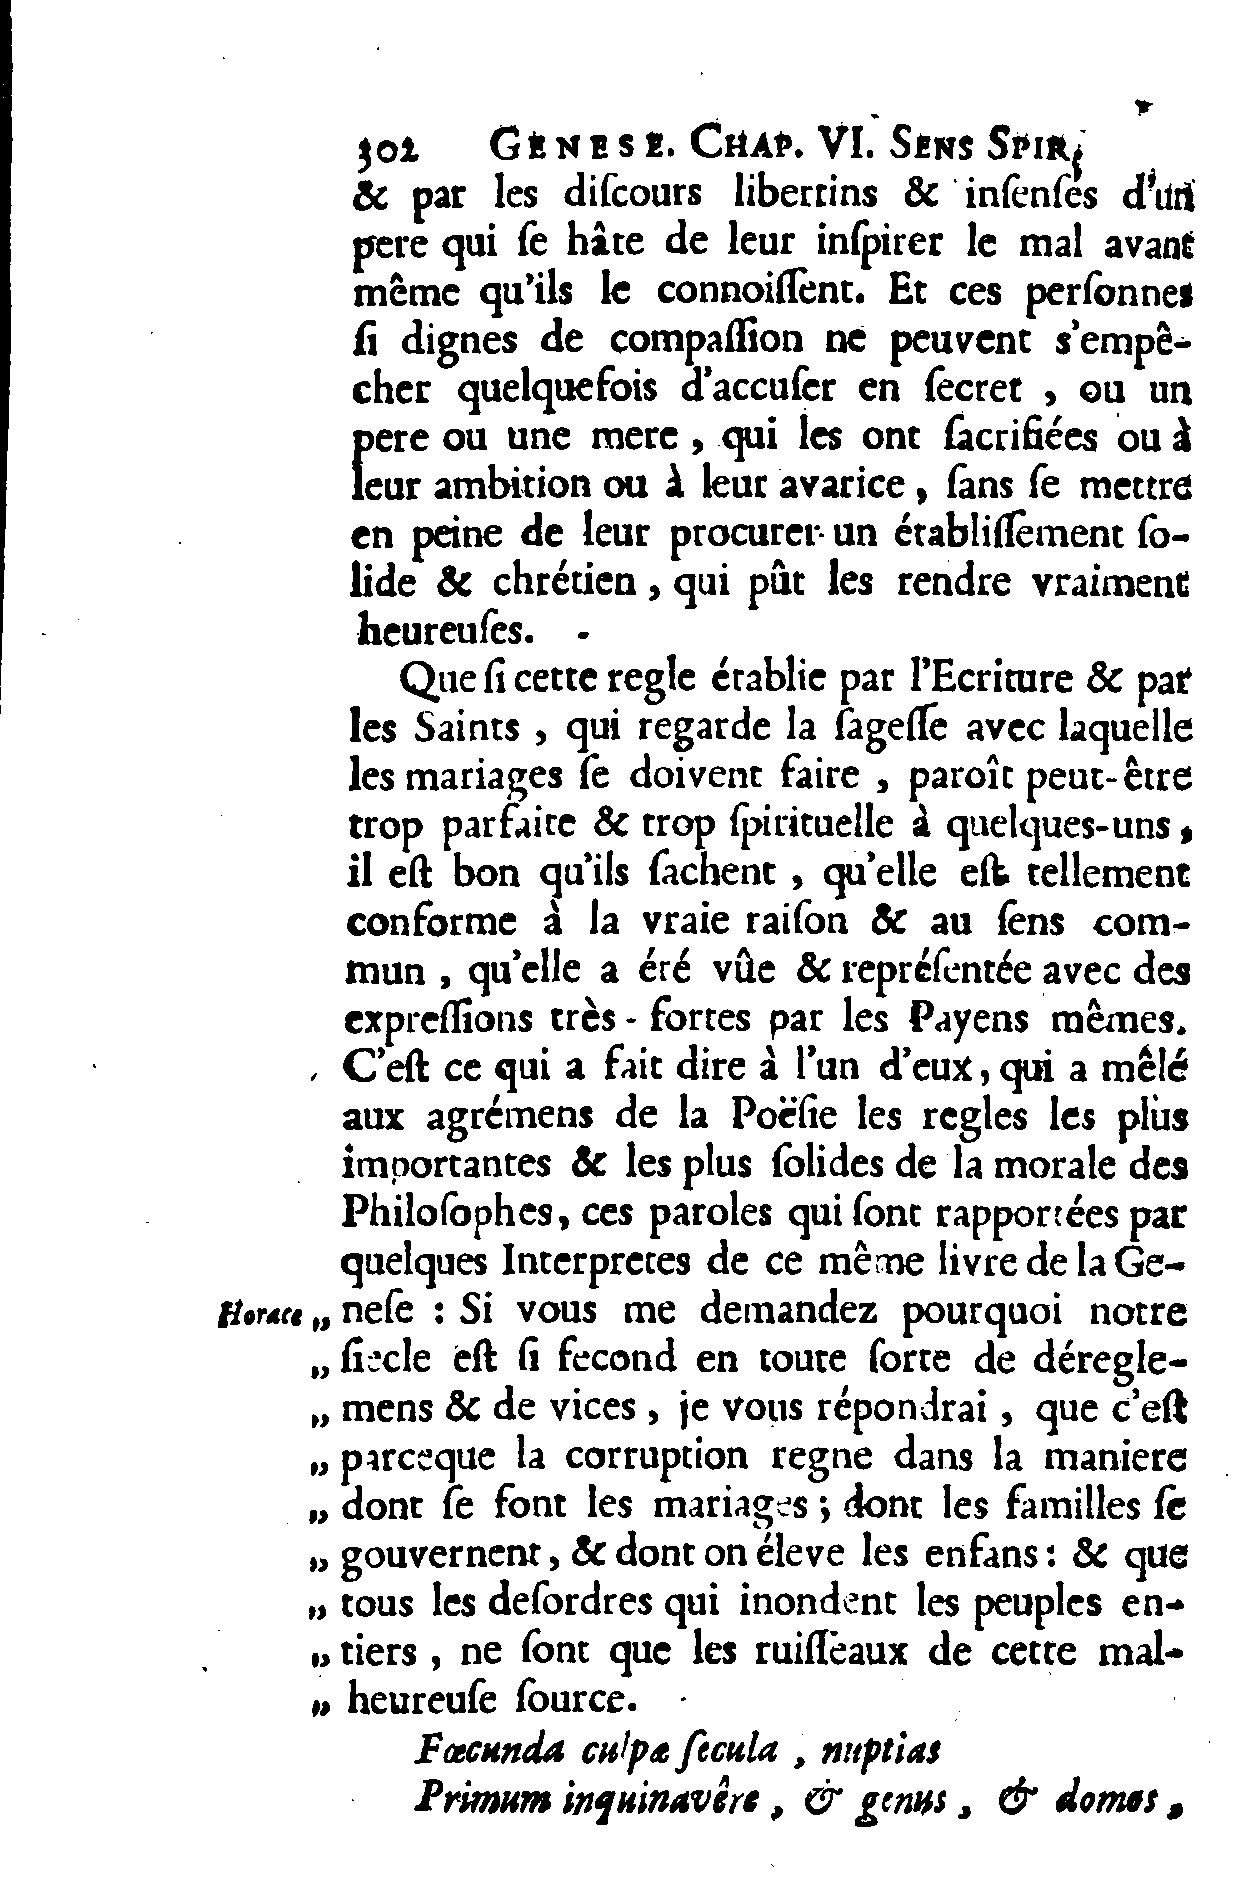 302 GENESE. CHAP. VI. SENS SPIR.
& par les diſcours libertins & inſenſés d'un
pere qui ſe hâte de leur inſpirer le mal avant
même qu'ils le connoiſſent. Et ces perſonnes
ſi dignes de compaſſion ne peuvent s'empê-
cher quelquefois d'accuſer en ſecret , ou un
pere ou une mere , qui les ont ſacrifiées ou à
leur ambition ou à leur avarice , ſans ſe mettre
en peine de leur procurer un établiſſement ſo-
lide & chrétien , qui pût les rendre vraiment
heureuſes.
Que ſi cette regle établie par l'Ecriture & par
les Saints , qui regarde la ſageſſe avec laquelle
les mariages ſe doivent faire , paroît peut-être
trop parfaite & trop ſpirituelle à quelques-uns ,
il eſt bon qu'ils ſachent , qu'elle eſt tellement
conforme à la vraie raiſon & au ſens com-
mun , qu'elle a été vûe & repréſentée avec des
expreſſions très-fortes par les Payens mêmes.
C'eſt ce qui a fait dire à l'un d'eux, qui a mêlé
aux agrémens de la Poëſie les regles les plus
importantes & les plus ſolides de la morale des
Philoſophes, ces paroles qui ſont rapportées par
quelques Interpretes de ce même livre de la Ge-
Horace „ neſe : Si vous me demandez pourquoi notre
„ ſiecle eſt ſi fecond en toute ſorte de déregle-
„ mens & de vices , je vous répondrai , que c'eſt
„ parceque la corruption regne dans la maniere
„ dont ſe font les mariages ; dont les familles ſe
„ gouvernent, & dont on éleve les enfans : & que
„ tous les deſordres qui inondent les peuples en-
„ tiers , ne ſont que les ruiſſeaux de cette mal-
„ heureuſe ſource.
Fœcunda culpæ ſecula , nuptias
Primum inquinavêre , & genus , & domos ,